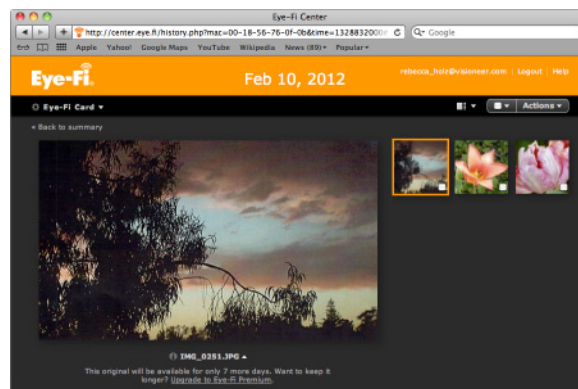 Eye-Fi Center
http://center.eye.fi/history.php?mac=00-18-56-76-0f-0b&time=1328832000
Google
Apple Yahoo! Google Maps YouTube Wikipedia News (89) Popular
Eye-Fi
Feb 10, 2012
rebecca_holz@visioneer.com | Logout | Help
Eye-Fi Card
Actions
« Back to summary
IMG_0251.JPG
This original will be available for only 7 more days. Want to keep it
longer? Upgrade to Eye-Fi Premium.